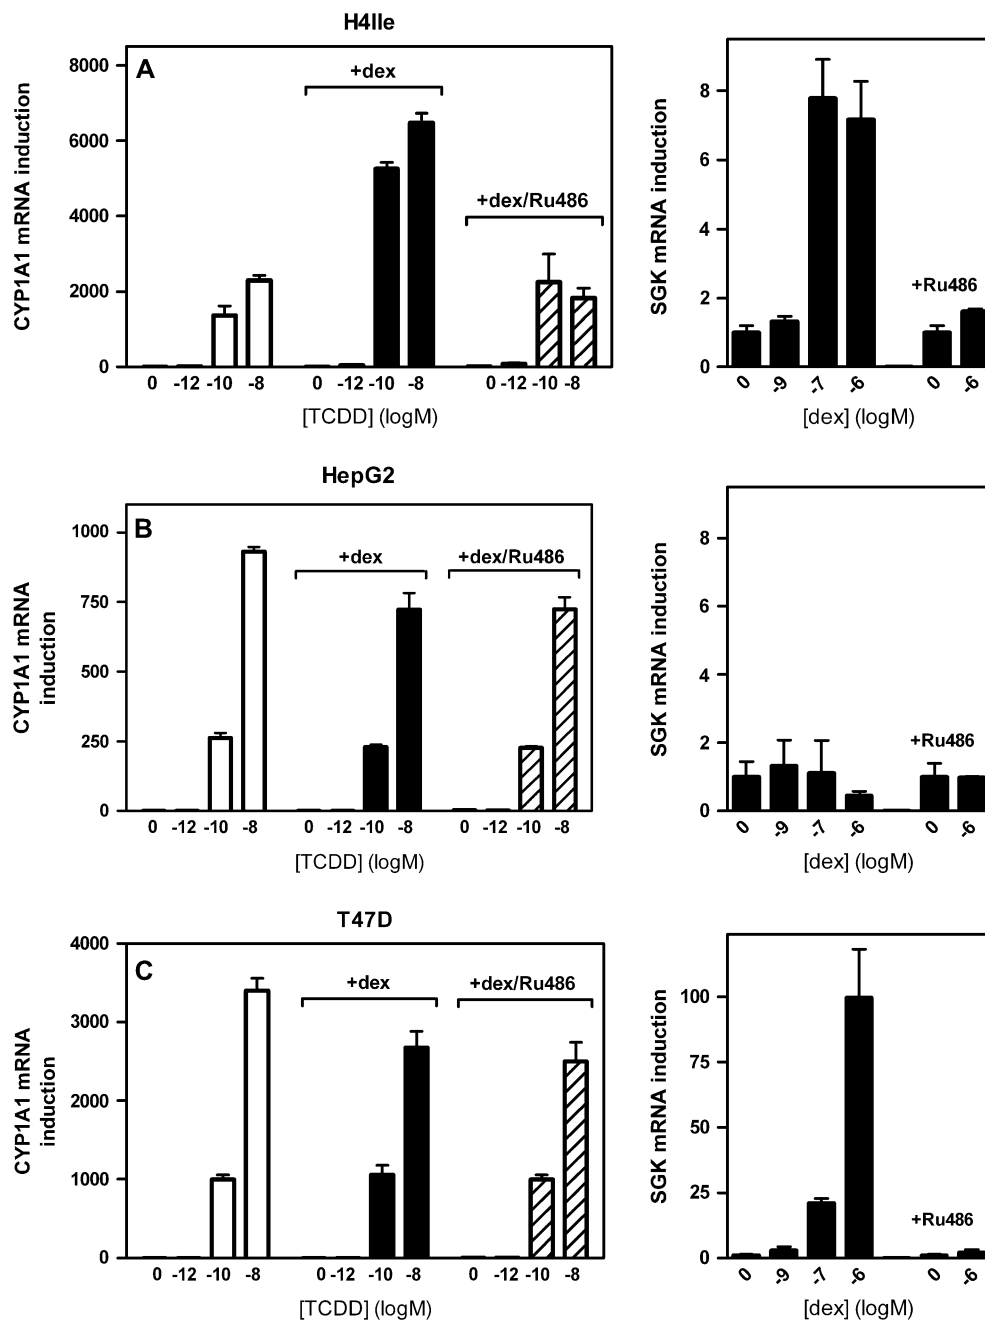 H4IIe
A
+dex
+dex/Ru486
CYP1A1 mRNA induction
8000
6000
4000
2000
0
0 -12 -10 -8 0 -12 -10 -8 0 -12 -10 -8
[TCDD] (logM)
SGK mRNA induction
8
6
4
2
0
+Ru486
0 -9 -7 -6 0 -6
[dex] (logM)
HepG2
B
+dex
+dex/Ru486
CYP1A1 mRNA
induction
1000
750
500
250
0
0 -12 -10 -8 0 -12 -10 -8 0 -12 -10 -8
[TCDD] (logM)
SGK mRNA induction
8
6
4
2
0
+Ru486
0 -9 -7 -6 0 -6
[dex] (logM)
T47D
C
+dex
+dex/Ru486
CYP1A1 mRNA
induction
4000
3000
2000
1000
0
0 -12 -10 -8 0 -12 -10 -8 0 -12 -10 -8
[TCDD] (logM)
SGK mRNA induction
100
75
50
25
0
+Ru486
0 -9 -7 -6 0 -6
[dex] (logM)